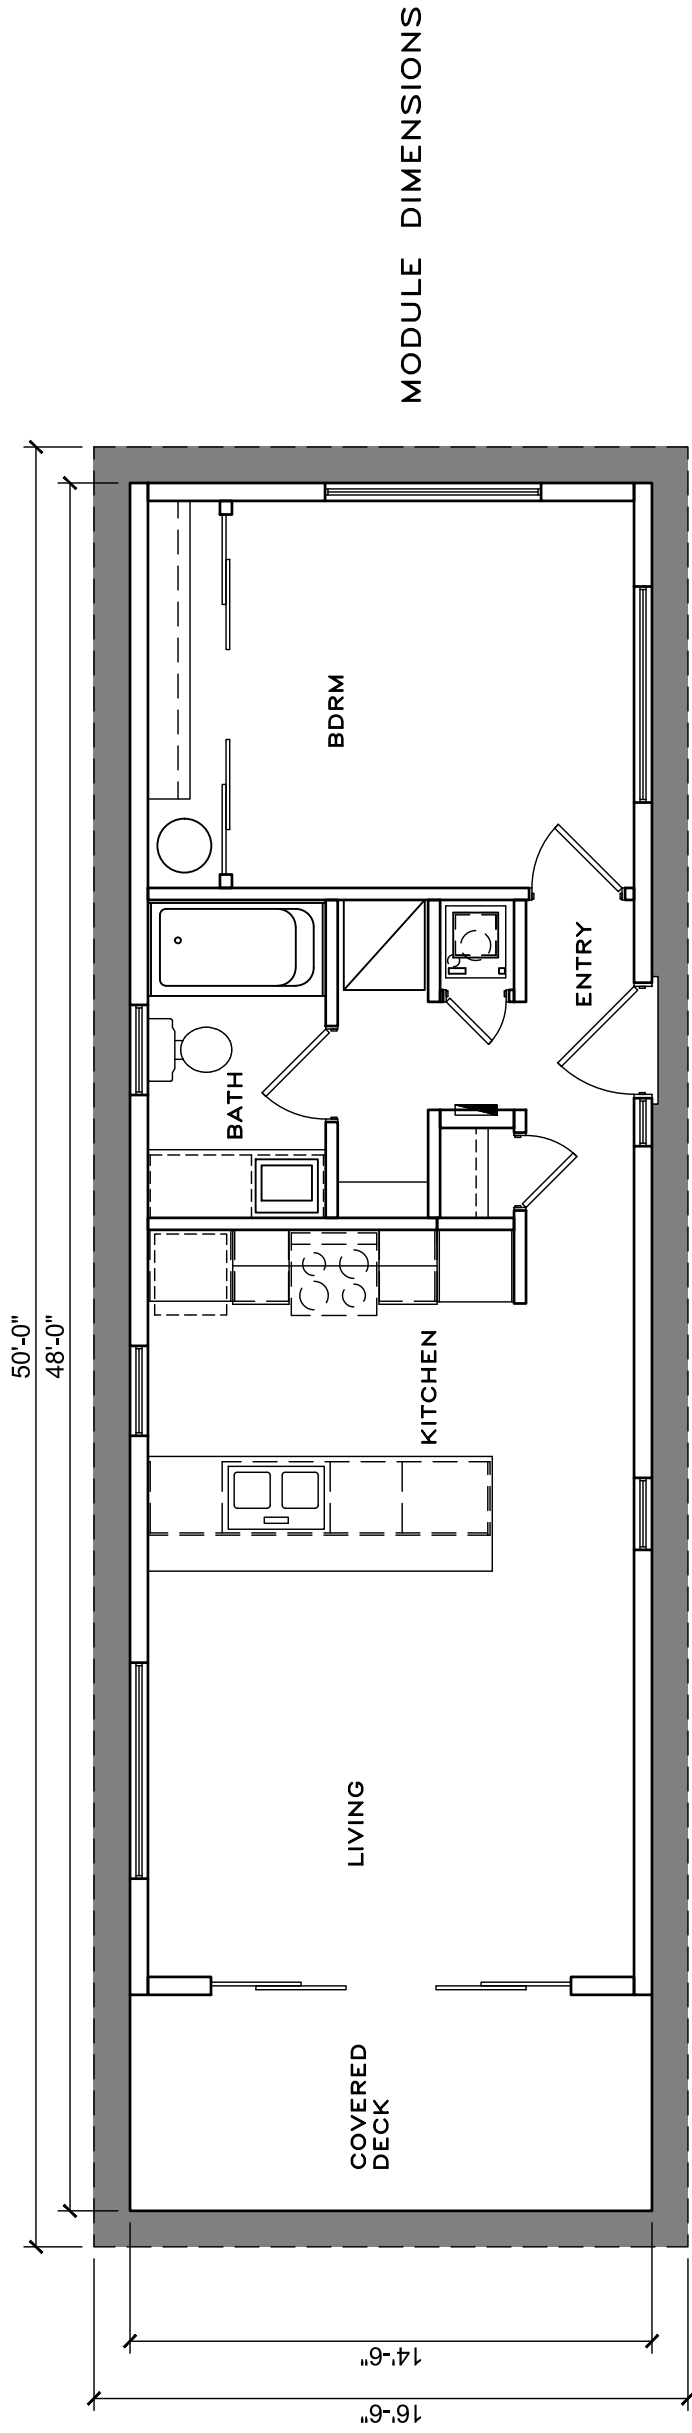 MODULE DIMENSIONS
50'-0"
48'-0"
BDRM
ENTRY
BATH
KITCHEN
LIVING
COVERED
DECK
14'-6"
16'-6"